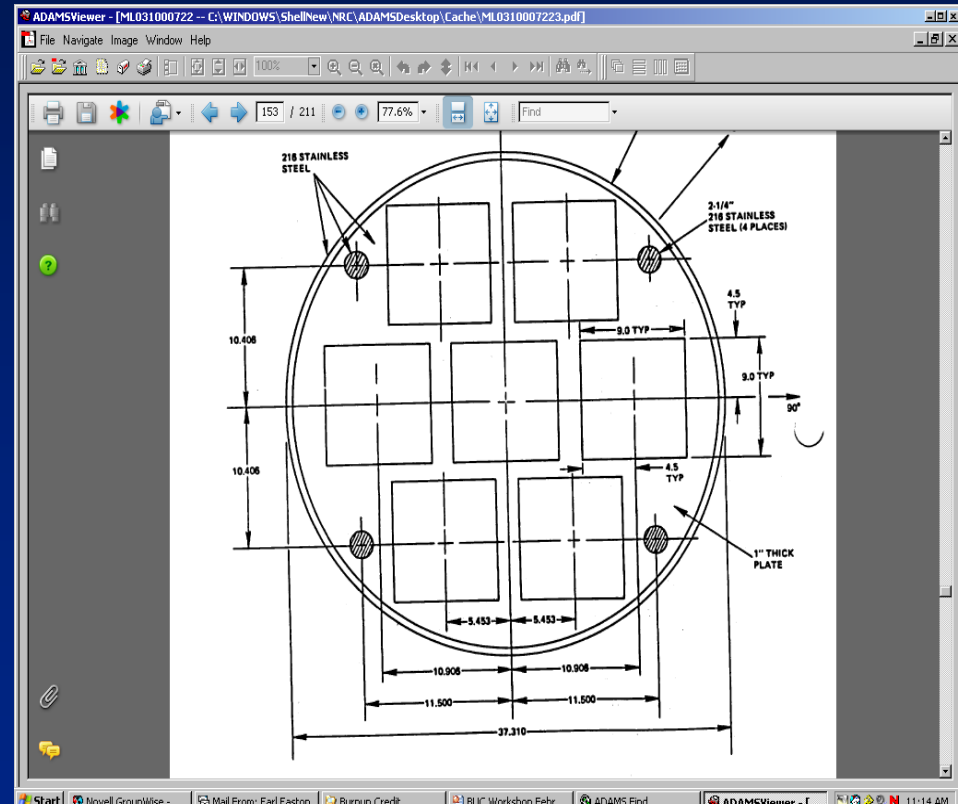 ADAMSViewer - [ML031000722 -- C:\WINDOWS\ShellNew\NRC\ADAMSDesktop\Cache\ML0310007223.pdf]
File Navigate Image Window Help
100%
153 / 211 77.6% Find
216 STAINLESS
STEEL
2-1/4"
216 STAINLESS
STEEL (4 PLACES)
4.5
TYP
9.0 TYP
10.406
9.0 TYP
90°
10.406
4.5
TYP
1" THICK
PLATE
5.453 5.453
10.906 10.906
11.500 11.500
37.310
Start Novell GroupWise - Mail From: Earl Easton Burnup Credit BUC Workshop Febr ADAMS Find ADAMSViewer - [ 11:14 AM